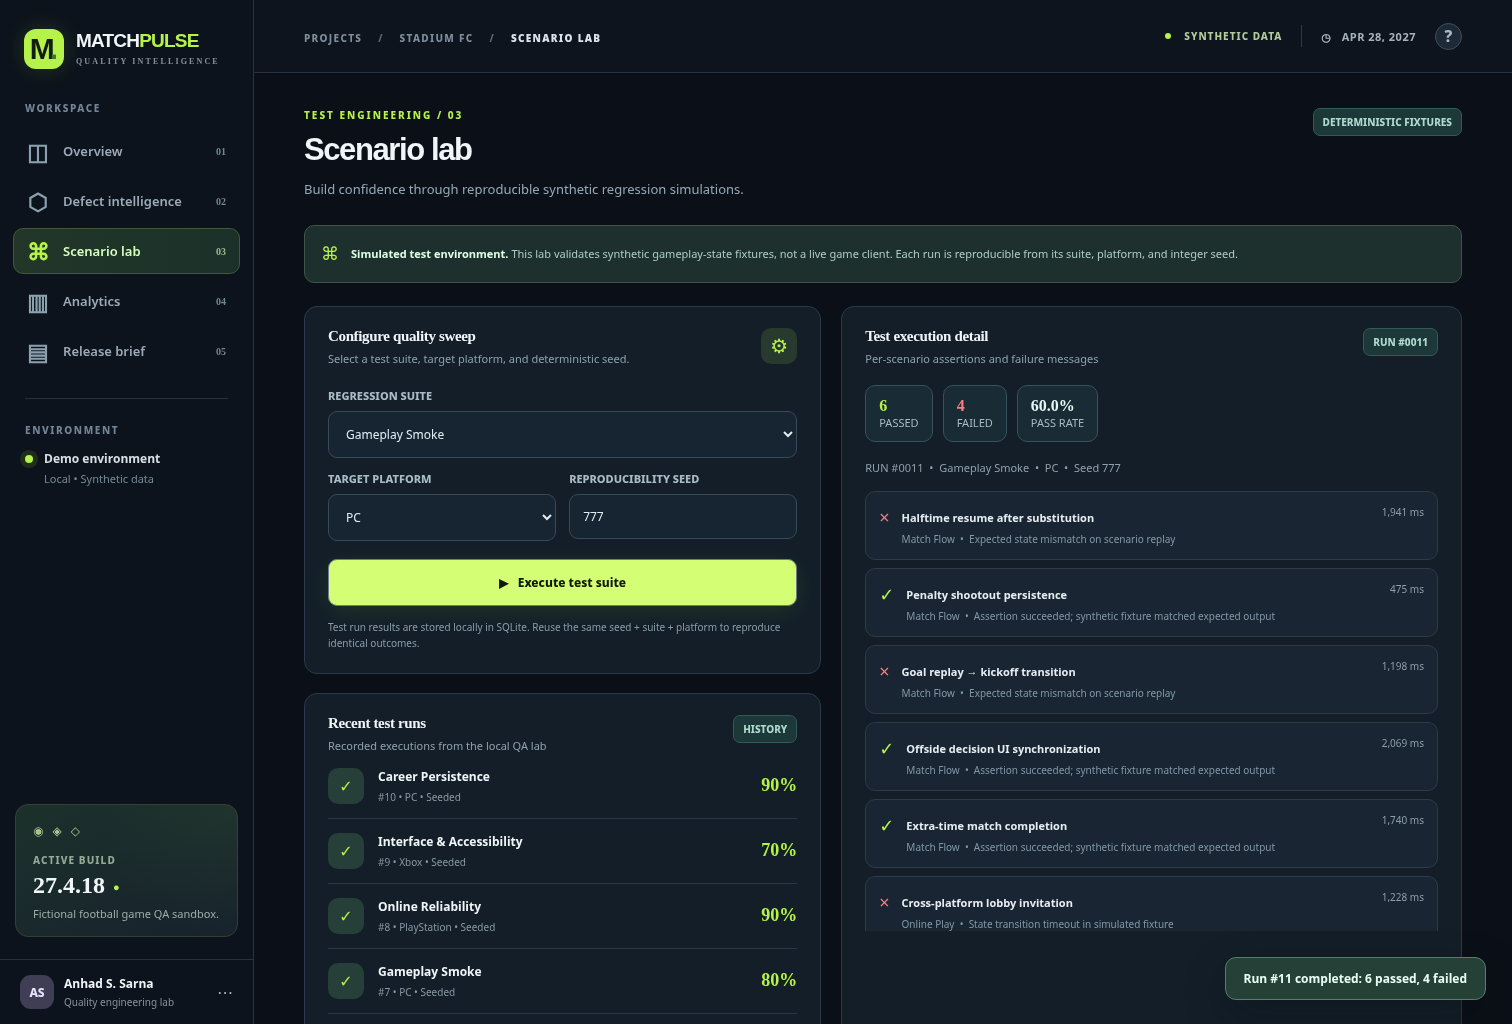 M
MATCHPULSE
QUALITY INTELLIGENCE
WORKSPACE
Overview 01
Defect intelligence 02
Scenario lab 03
Analytics 04
Release brief 05
ENVIRONMENT
Demo environment
Local • Synthetic data
ACTIVE BUILD
27.4.18
Fictional football game QA sandbox.
AS
Anhad S. Sarna
Quality engineering lab
PROJECTS / STADIUM FC / SCENARIO LAB
SYNTHETIC DATA
APR 28, 2027
?
TEST ENGINEERING / 03
Scenario lab
Build confidence through reproducible synthetic regression simulations.
DETERMINISTIC FIXTURES
⌘ Simulated test environment. This lab validates synthetic gameplay-state fixtures, not a live game client. Each run is reproducible from its suite, platform, and integer seed.
Configure quality sweep
Select a test suite, target platform, and deterministic seed.
REGRESSION SUITE
Gameplay Smoke
TARGET PLATFORM
PC
REPRODUCIBILITY SEED
777
▶ Execute test suite
Test run results are stored locally in SQLite. Reuse the same seed + suite + platform to reproduce
identical outcomes.
Recent test runs
Recorded executions from the local QA lab
HISTORY
✓ Career Persistence 90%
#10 • PC • Seeded
✓ Interface & Accessibility 70%
#9 • Xbox • Seeded
✓ Online Reliability 90%
#8 • PlayStation • Seeded
✓ Gameplay Smoke 80%
#7 • PC • Seeded
Test execution detail
Per-scenario assertions and failure messages
RUN #0011
6
PASSED
4
FAILED
60.0%
PASS RATE
RUN #0011 • Gameplay Smoke • PC • Seed 777
✕ Halftime resume after substitution 1,941 ms
Match Flow • Expected state mismatch on scenario replay
✓ Penalty shootout persistence 475 ms
Match Flow • Assertion succeeded; synthetic fixture matched expected output
✕ Goal replay → kickoff transition 1,198 ms
Match Flow • Expected state mismatch on scenario replay
✓ Offside decision UI synchronization 2,069 ms
Match Flow • Assertion succeeded; synthetic fixture matched expected output
✓ Extra-time match completion 1,740 ms
Match Flow • Assertion succeeded; synthetic fixture matched expected output
✕ Cross-platform lobby invitation 1,228 ms
Online Play • State transition timeout in simulated fixture
Run #11 completed: 6 passed, 4 failed